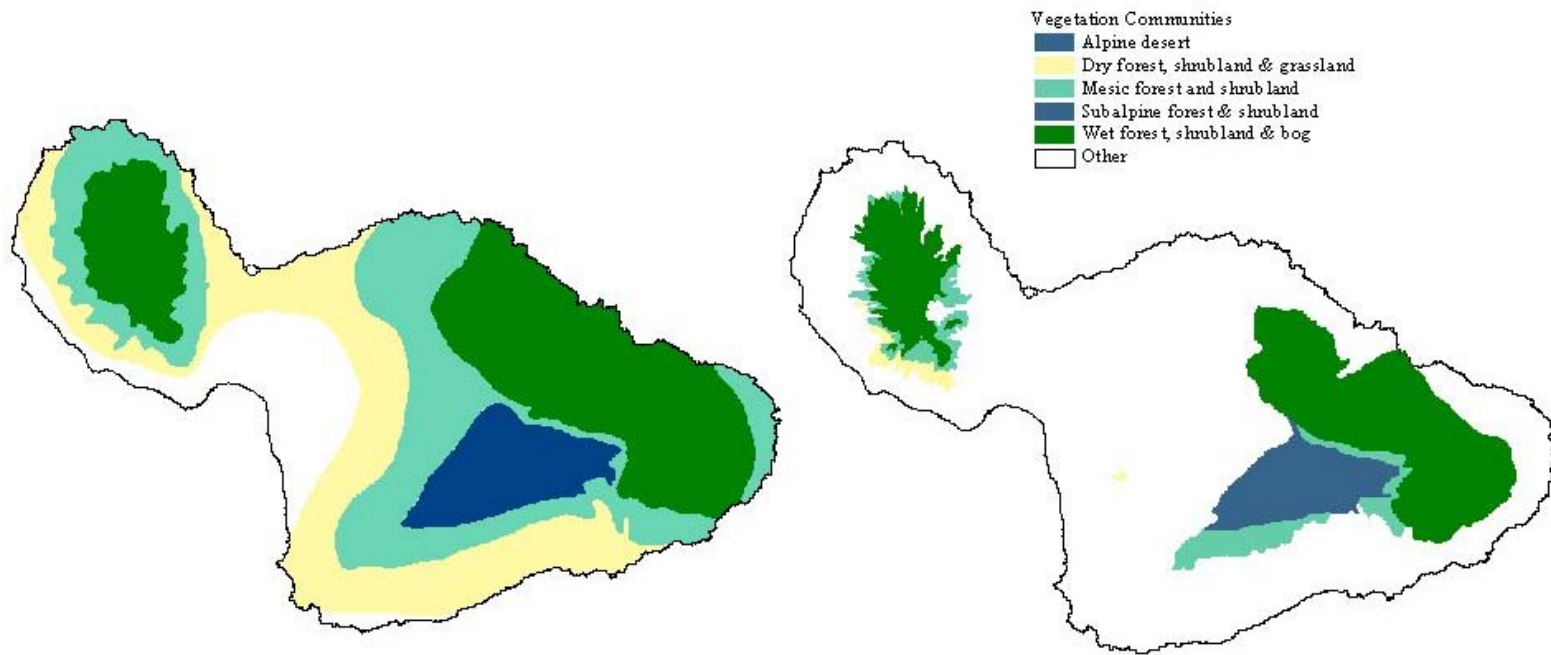 Vegetation Communities
Alpine desert
Dry forest, shrubland & grassland
Mesic forest and shrubland
Subalpine forest & shrubland
Wet forest, shrubland & bog
Other